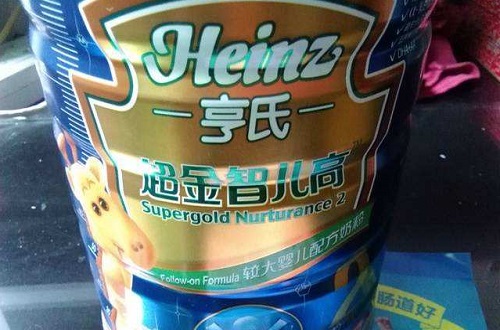 Heinz
亨氏
超金智儿高
Supergold Nurturance 2
Follow-on Formula 较大婴儿配方奶粉
肠道好